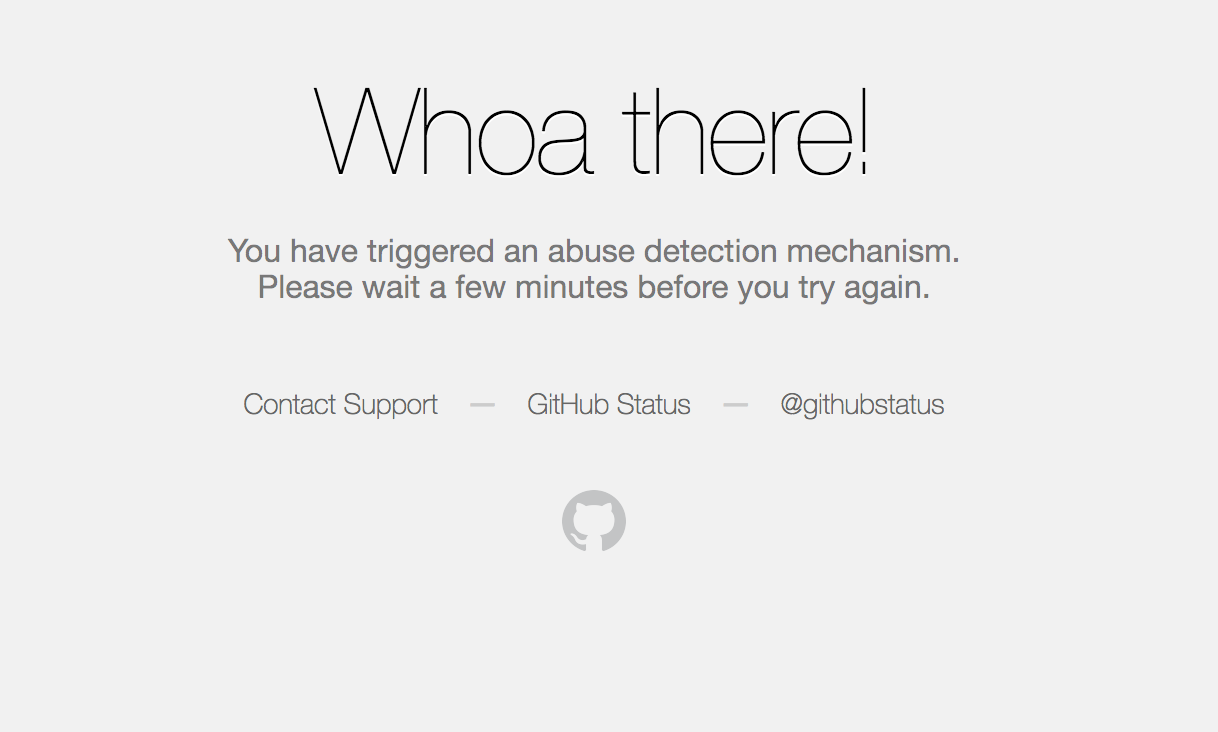 Whoa there!
You have triggered an abuse detection mechanism.
Please wait a few minutes before you try again.
Contact Support — GitHub Status — @githubstatus